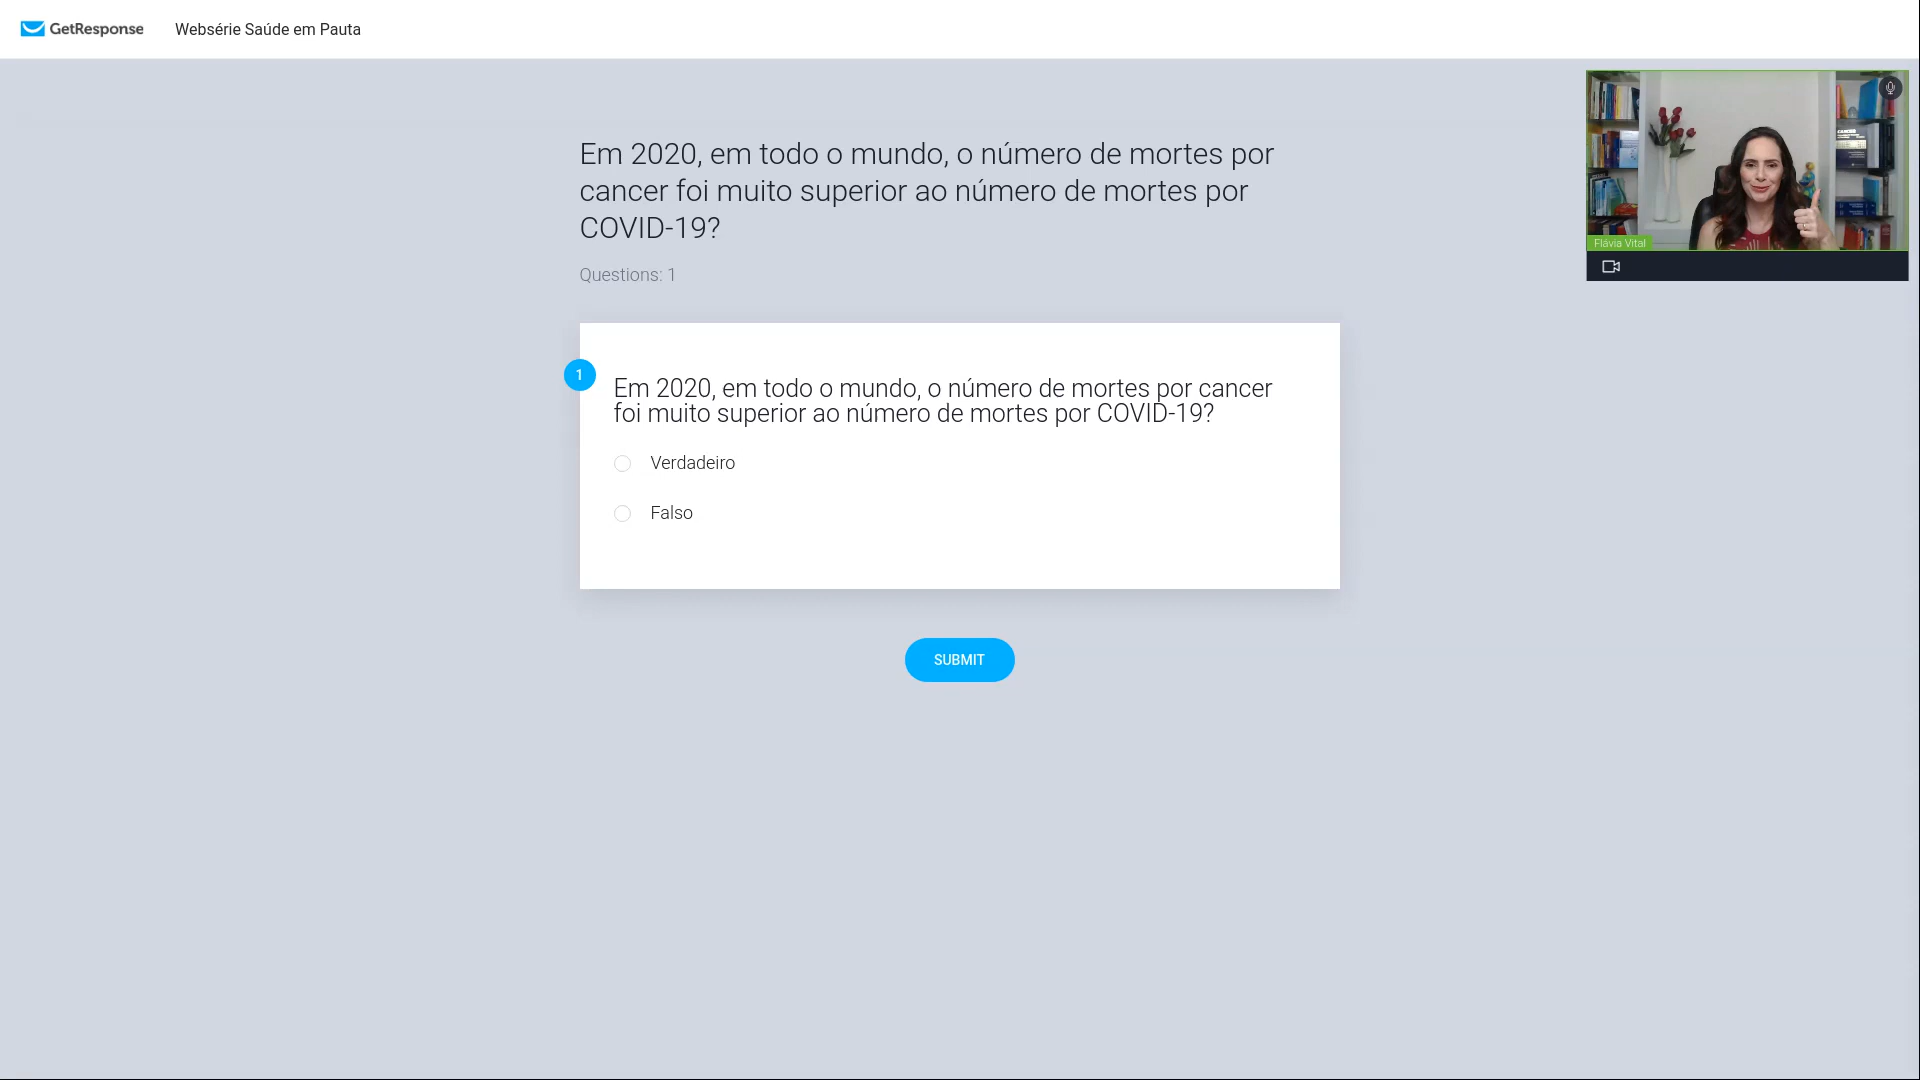 GetResponse
Websérie Saúde em Pauta
Em 2020, em todo o mundo, o número de mortes por
cancer foi muito superior ao número de mortes por
COVID-19?
Questions: 1
1
Em 2020, em todo o mundo, o número de mortes por cancer
foi muito superior ao número de mortes por COVID-19?
Verdadeiro
Falso
SUBMIT
Flávia Vital